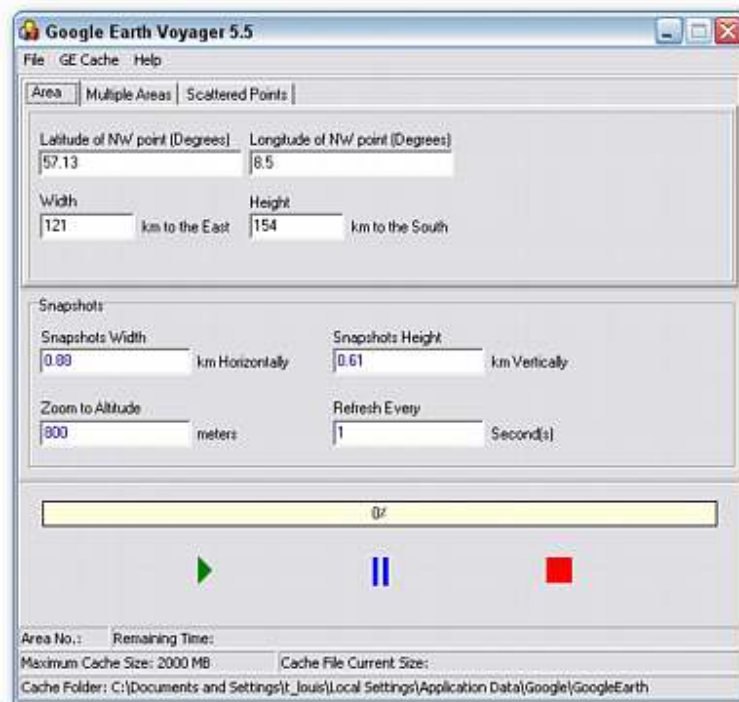 Google Earth Voyager 5.5
File GE Cache Help
Area Multiple Areas Scattered Points
Latitude of NW point (Degrees) Longitude of NW point (Degrees)
57.13 8.5
Width Height
121 km to the East 154 km to the South
Snapshots
Snapshots Width Snapshots Height
0.88 km Horizontally 0.61 km Vertically
Zoom to Altitude Refresh Every
800 meters 1 Second(s)
0%
Area No.: Remaining Time:
Maximum Cache Size: 2000 MB Cache File Current Size:
Cache Folder: C:\Documents and Settings\t_louis\Local Settings\Application Data\Google\GoogleEarth